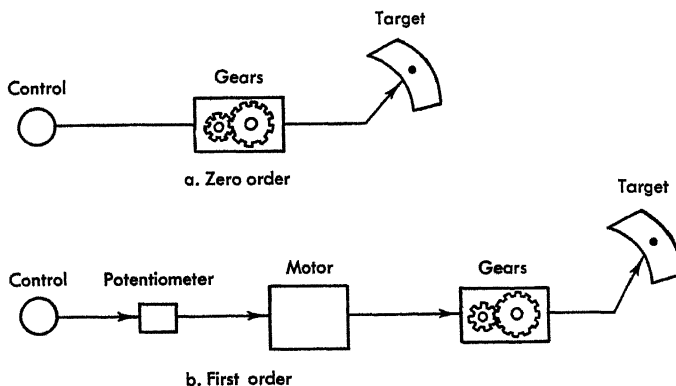 Target
Gears
Control
a. Zero order
Target
Control
Potentiometer
Motor
Gears
b. First order